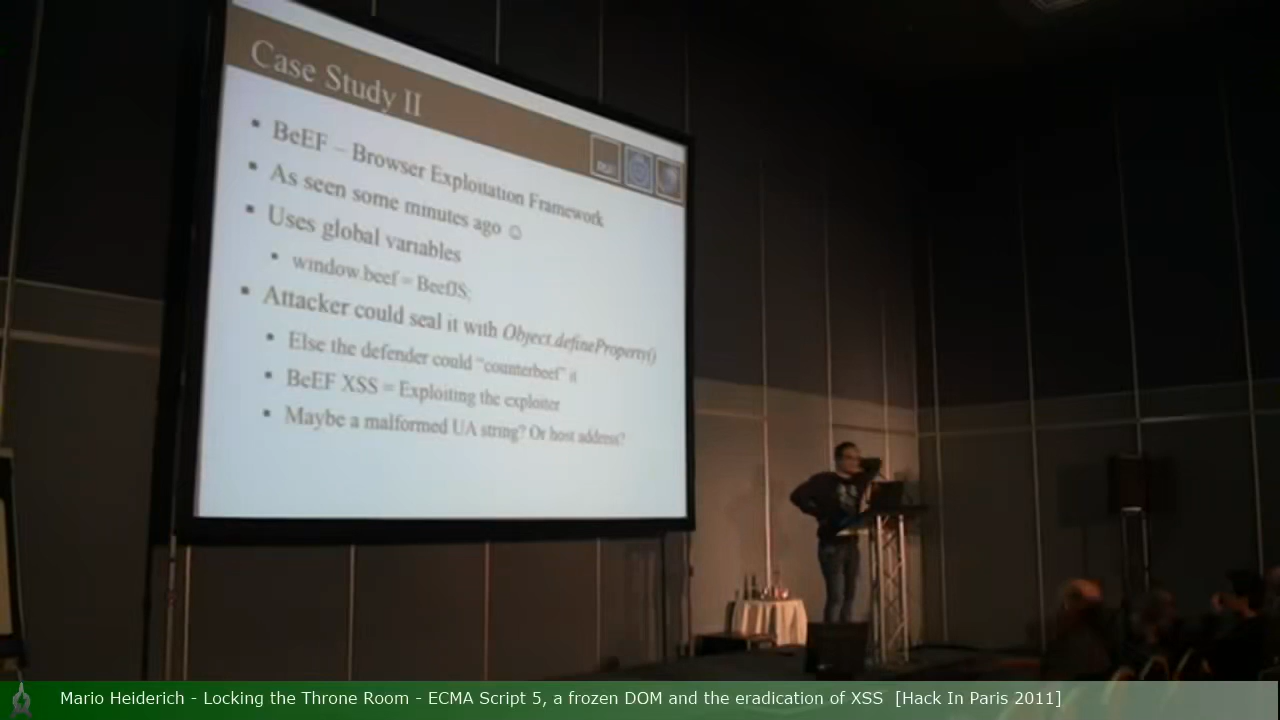 Case Study II
BeEF – Browser Exploitation Framework
As seen some minutes ago ☺
Uses global variables
window.beef = BeefJS;
Attacker could seal it with Object.defineProperty()
Else the defender could “counterbeef” it
BeEF XSS = Exploiting the exploiter
Maybe a malformed UA string? Or host address?
Mario Heiderich - Locking the Throne Room - ECMA Script 5, a frozen DOM and the eradication of XSS [Hack In Paris 2011]